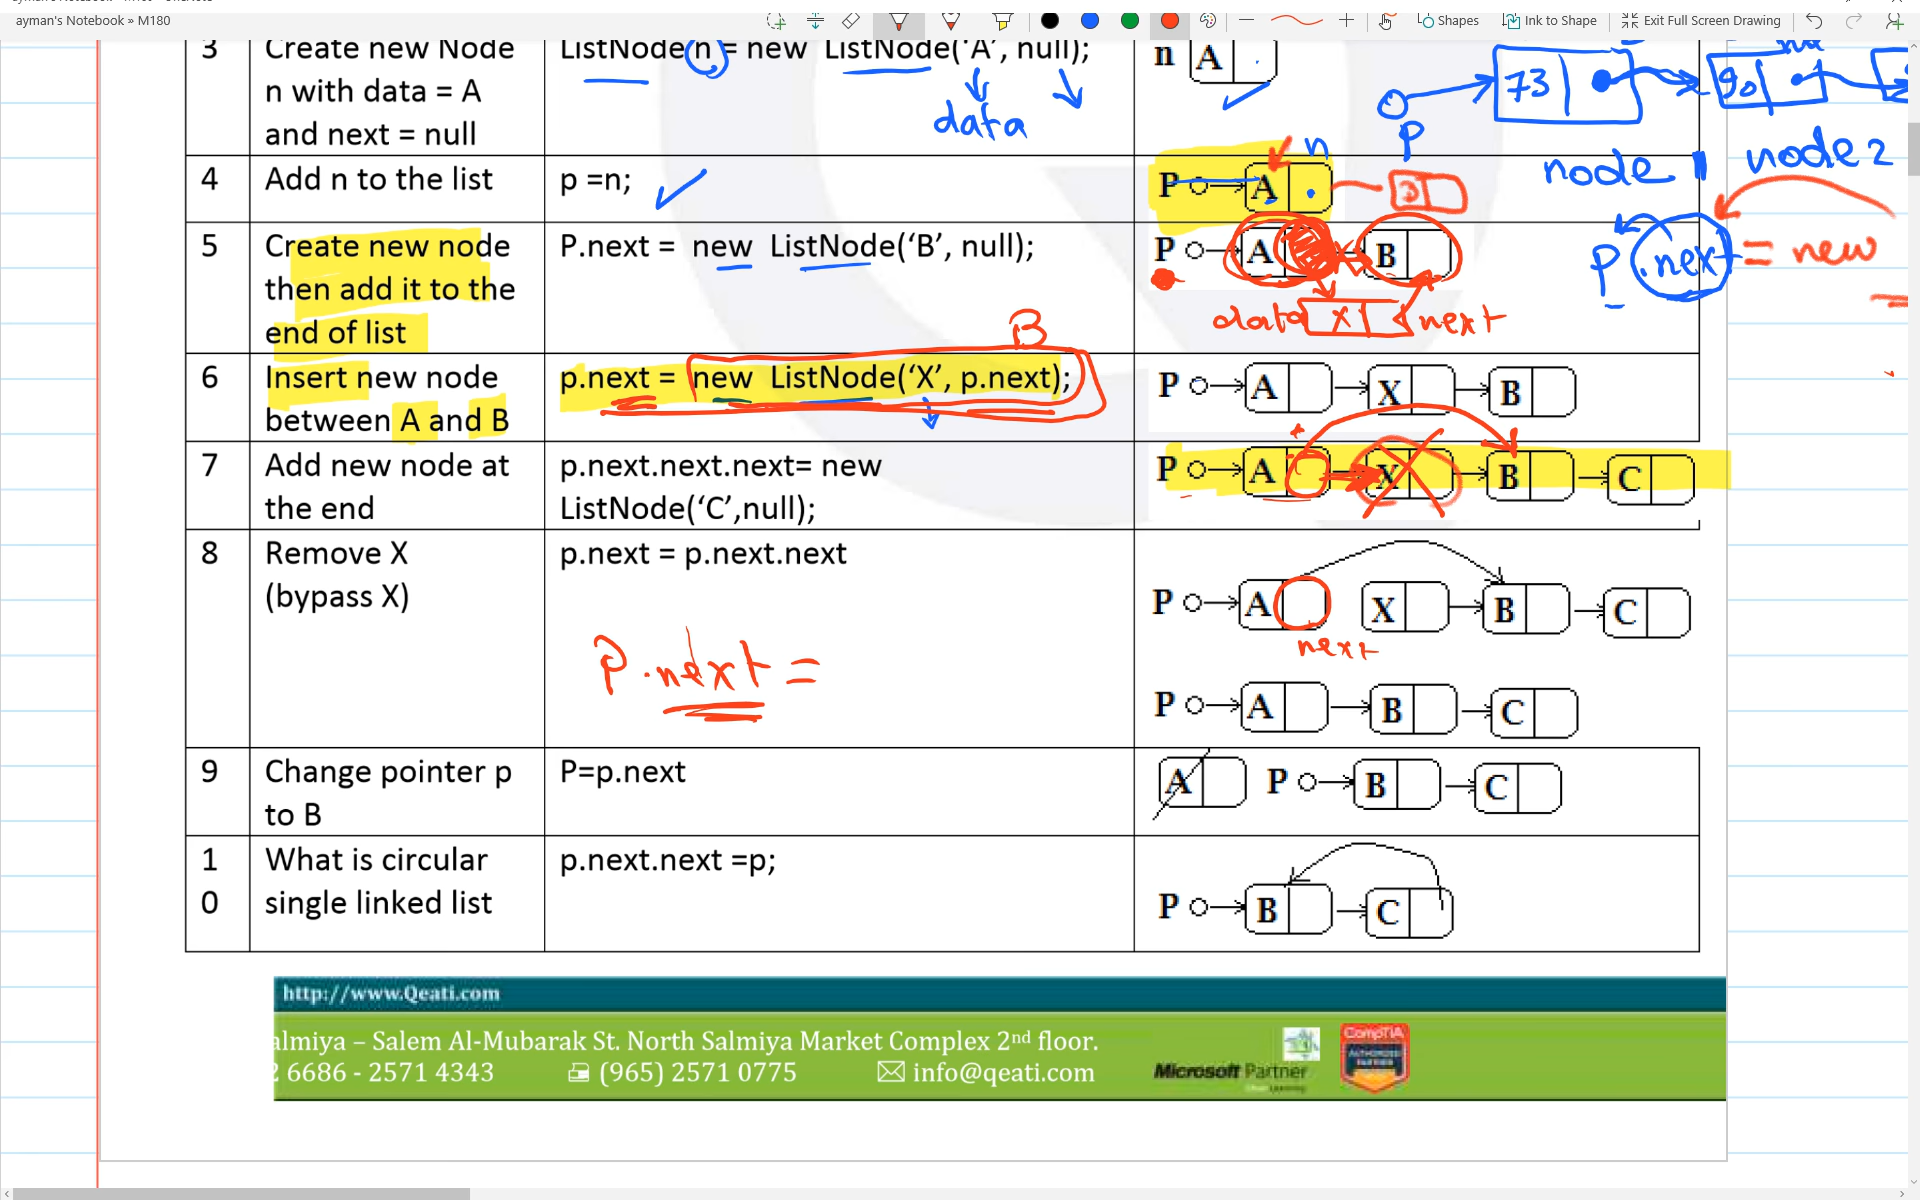 ayman's Notebook » M180
Shapes
Ink to Shape
Exit Full Screen Drawing
3
Create new Node
n with data = A
and next = null
ListNode n = new ListNode('A', null);
data
n A
73
90
P
node 1
node 2
4
Add n to the list
p =n;
P A
n
5
Create new node
then add it to the
end of list
P.next = new ListNode('B', null);
P A B
data X next
P.next = new
B
6
Insert new node
between A and B
p.next = new ListNode('X', p.next);
P A X B
7
Add new node at
the end
p.next.next.next= new
ListNode('C',null);
P A X B C
8
Remove X
(bypass X)
p.next = p.next.next
P.next =
P A X B C
next
P A B C
9
Change pointer p
to B
P=p.next
A P B C
1
0
What is circular
single linked list
p.next.next =p;
P B C
http://www.Qeati.com
almiya – Salem Al-Mubarak St. North Salmiya Market Complex 2nd floor.
6686 - 2571 4343 (965) 2571 0775 info@qeati.com
Microsoft Partner
CompTIA
AUTHORIZED
PARTNER